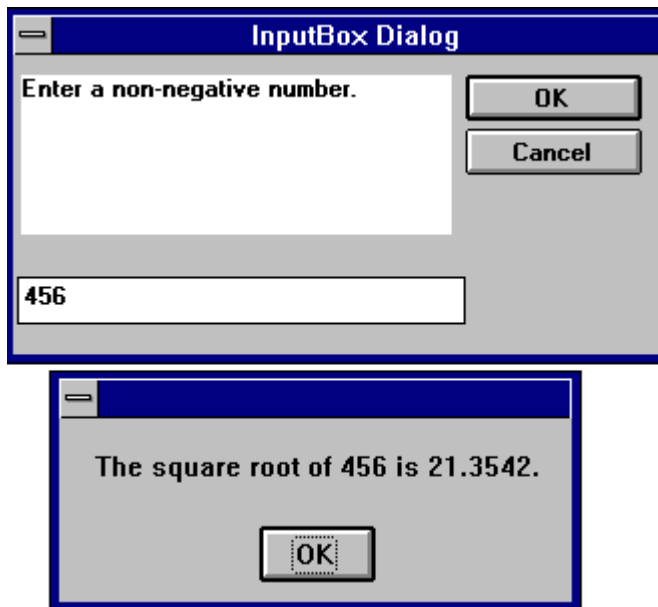 InputBox Dialog
Enter a non-negative number.
OK
Cancel
456
The square root of 456 is 21.3542.
OK